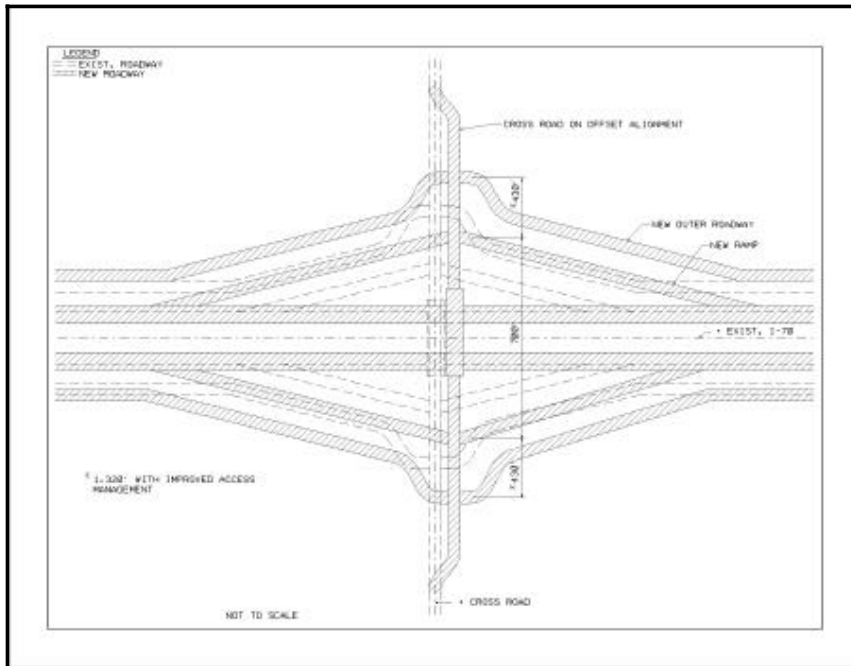 LEGEND
EXIST. ROADWAY
NEW ROADWAY
CROSS ROAD ON OFFSET ALIGNMENT
430'
NEW OUTER ROADWAY
NEW RAMP
700'
EXIST. I-70
430'
1,320' WITH IMPROVED ACCESS
MANAGEMENT
CROSS ROAD
NOT TO SCALE